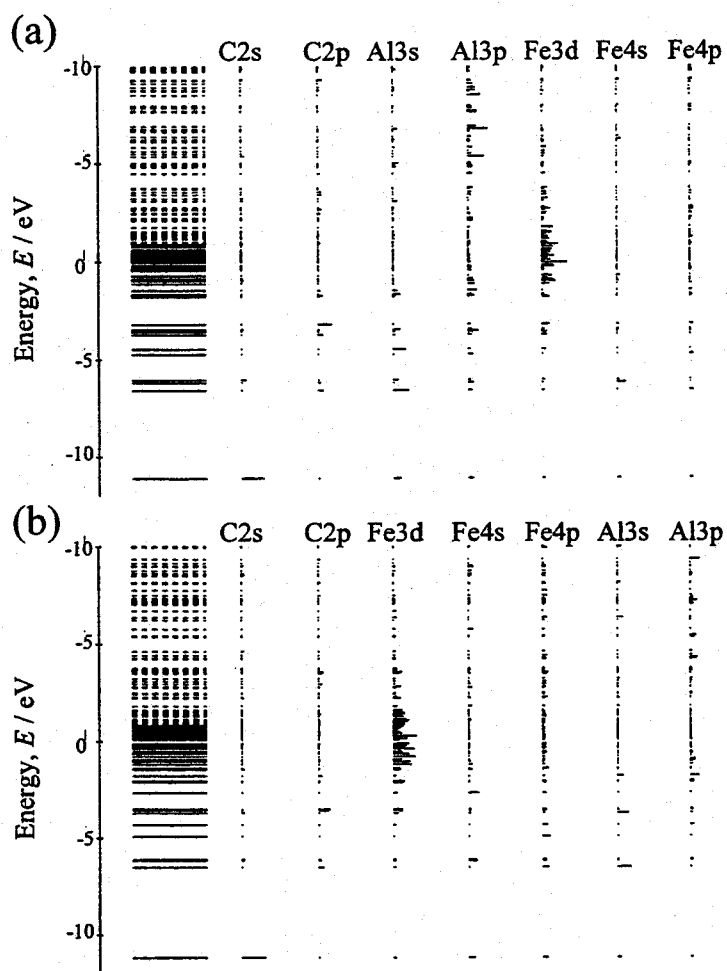 (a)
C2s C2p Al3s Al3p Fe3d Fe4s Fe4p
-10
-5
0
-5
-10
Energy, E / eV
(b)
C2s C2p Fe3d Fe4s Fe4p Al3s Al3p
-10
-5
0
-5
-10
Energy, E / eV